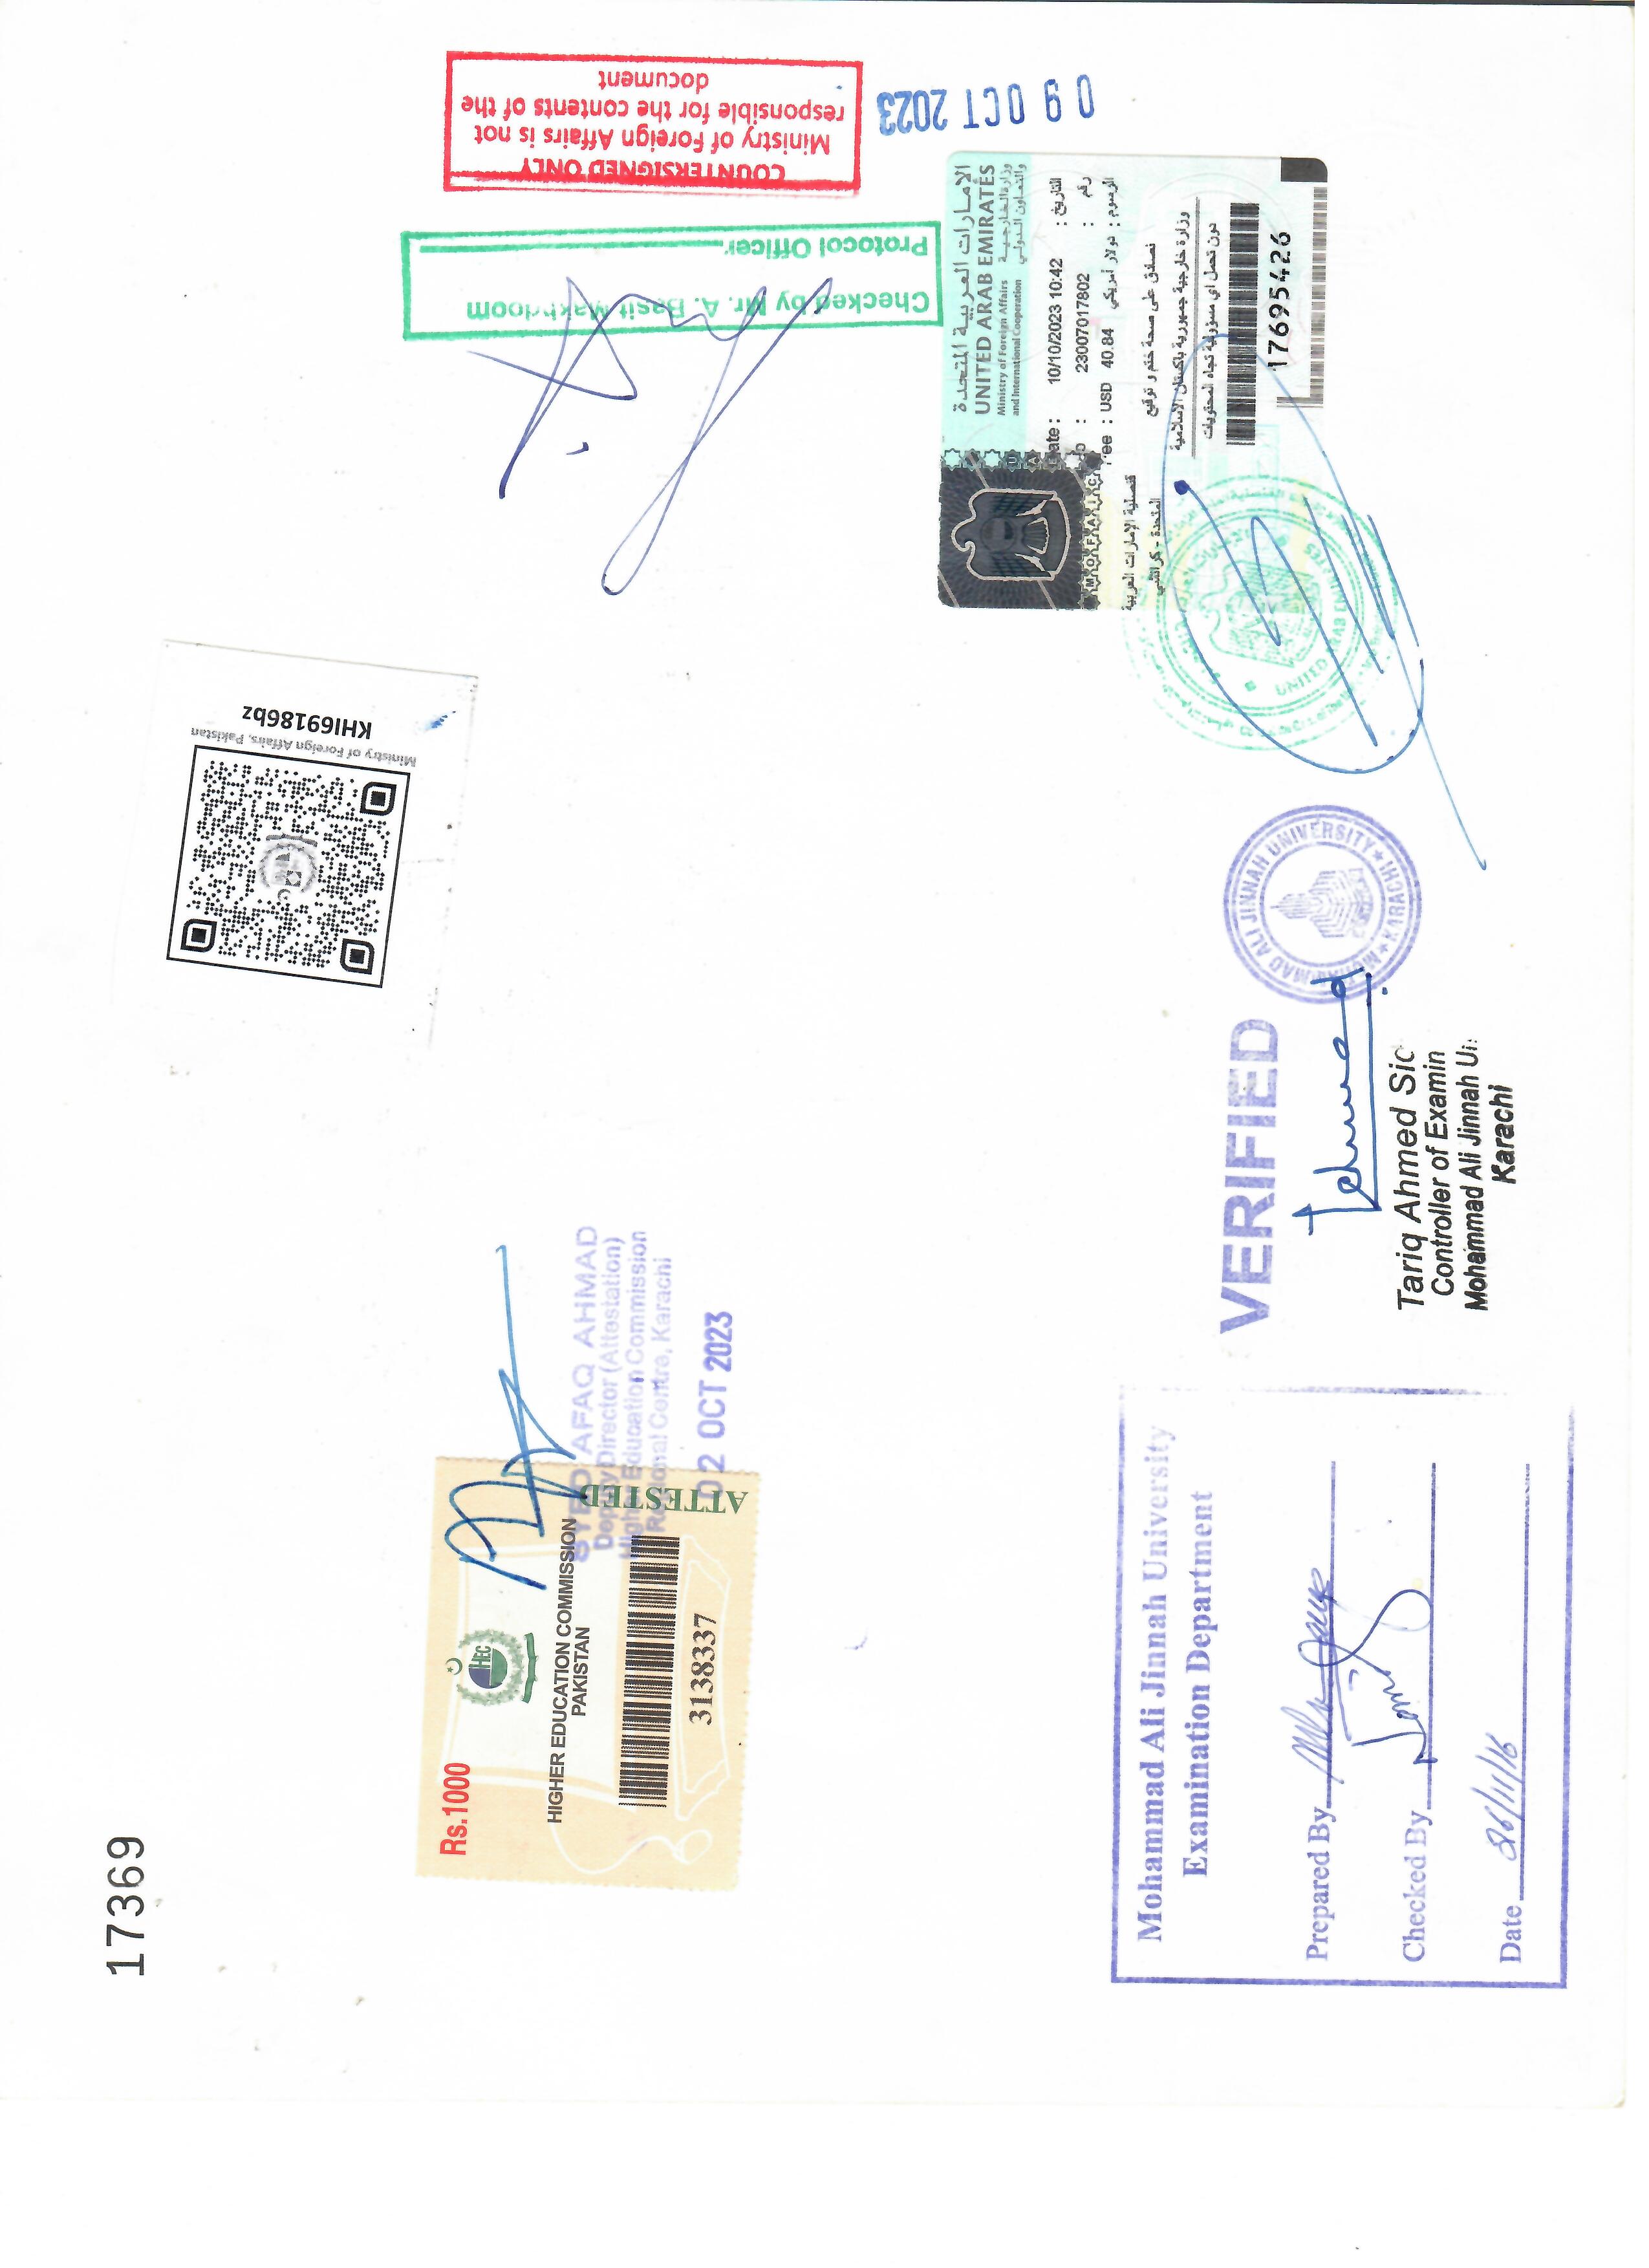 17369
Ministry of Foreign Affairs, Pakistan
KHI69186bz
Rs.1000
HEC
HIGHER EDUCATION COMMISSION
PAKISTAN
3138337
ATTESTED
SYED AFAQ AHMAD
Deputy Director (Attestation)
Higher Education Commission
Regional Centre, Karachi
02 OCT 2023
Checked by Mr. A. Basit Makhdoom
Protocol Officer
COUNTERSIGNED ONLY
Ministry of Foreign Affairs is not
responsible for the contents of the
document
09 OCT 2023
الإمارات العربية المتحدة
UNITED ARAB EMIRATES
Ministry of Foreign Affairs وزارة الخارجية
and International Cooperation والتعاون الدولي
MOFAIC
Date : 10/10/2023 10:42 التاريخ :
23007017802 رقم :
Fee : USD 40.84 الرسوم : دولار أمريكي
قنصلية الإمارات العربية
المتحدة - كراتشي
نصادق على صحة ختم و توقيع
وزارة خارجية جمهورية باكستان الاسلامية
دون تحمل اي مسؤولية تجاه المحتويات
17695426
UNITED ARAB EMIRATES
Mohammad Ali Jinnah University
Examination Department
Prepared By
Checked By
Date 26/11/16
VERIFIED
MOHAMMAD ALI JINNAH UNIVERSITY
KARACHI
Tariq Ahmed Sid
Controller of Examin
Mohammad Ali Jinnah U
Karachi